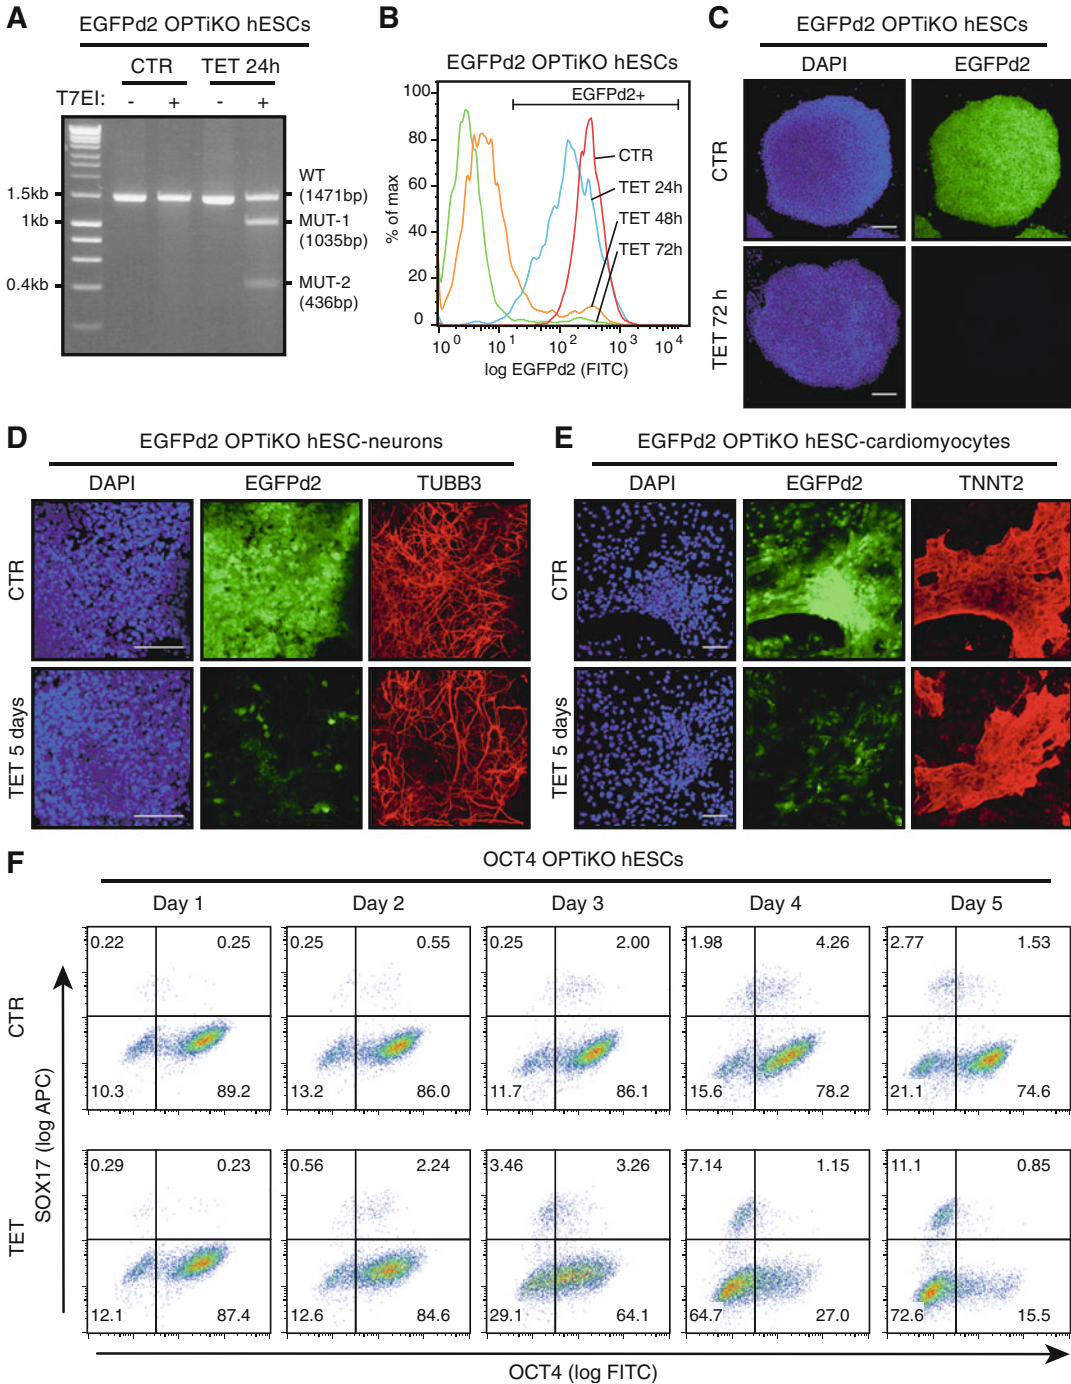 A
EGFPd2 OPTiKO hESCs
CTR TET 24h
T7EI: - + - +
1.5kb
1kb
0.4kb
WT
(1471bp)
MUT-1
(1035bp)
MUT-2
(436bp)
B
EGFPd2 OPTiKO hESCs
EGFPd2+
CTR
TET 24h
TET 48h
TET 72h
% of max
100
80
60
40
20
0
10^0 10^1 10^2 10^3 10^4
log EGFPd2 (FITC)
C
EGFPd2 OPTiKO hESCs
DAPI EGFPd2
CTR
TET 72 h
D
EGFPd2 OPTiKO hESC-neurons
DAPI EGFPd2 TUBB3
CTR
TET 5 days
E
EGFPd2 OPTiKO hESC-cardiomyocytes
DAPI EGFPd2 TNNT2
CTR
TET 5 days
F
OCT4 OPTiKO hESCs
Day 1 Day 2 Day 3 Day 4 Day 5
CTR
0.22 0.25 0.25 0.55 0.25 2.00 1.98 4.26 2.77 1.53
10.3 89.2 13.2 86.0 11.7 86.1 15.6 78.2 21.1 74.6
TET
0.29 0.23 0.56 2.24 3.46 3.26 7.14 1.15 11.1 0.85
12.1 87.4 12.6 84.6 29.1 64.1 64.7 27.0 72.6 15.5
SOX17 (log APC)
OCT4 (log FITC)